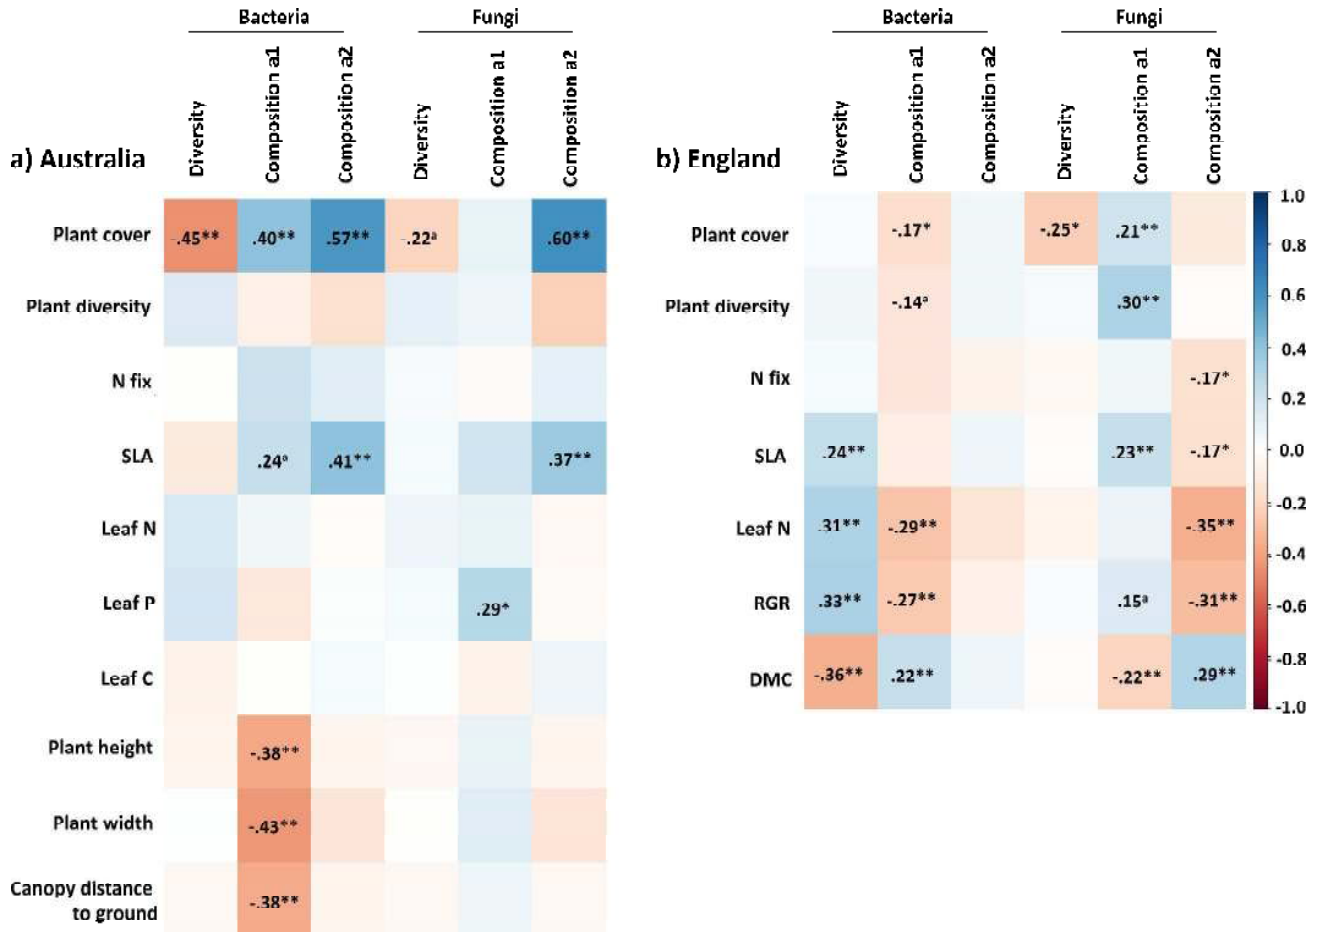 Bacteria Fungi
Diversity
Composition a1
Composition a2
Diversity
Composition a1
Composition a2
a) Australia
Plant cover -.45** .40** .57** -.22ª .60**
Plant diversity
N fix
SLA .24ª .41** .37**
Leaf N
Leaf P .29*
Leaf C
Plant height -.38**
Plant width -.43**
Canopy distance
to ground -.38**
Bacteria Fungi
Diversity
Composition a1
Composition a2
Diversity
Composition a1
Composition a2
b) England
Plant cover -.17* -.25* .21**
Plant diversity -.14ª .30**
N fix -.17*
SLA .24** .23** -.17*
Leaf N .31** -.29** -.35**
RGR .33** -.27** .15ª -.31**
DMC -.36** .22** -.22** .29**
1.0
0.8
0.6
0.4
0.2
0.0
-0.2
-0.4
-0.6
-0.8
-1.0